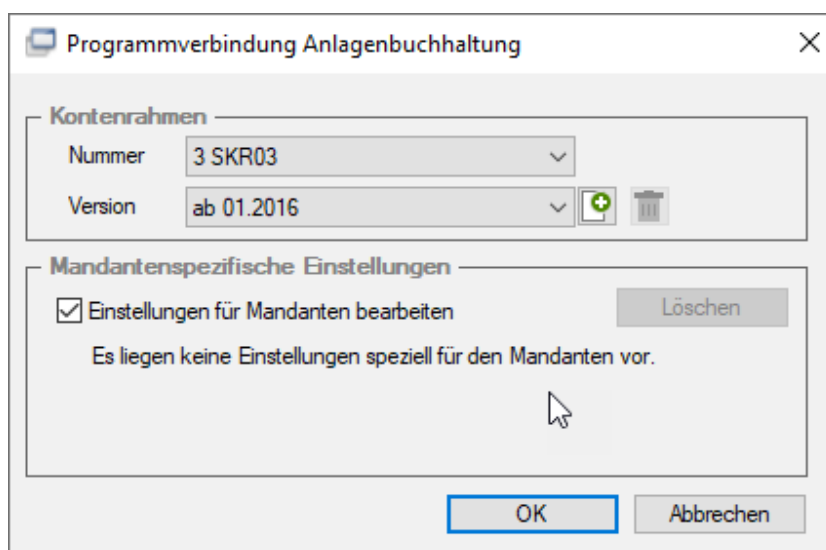 Programmverbindung Anlagenbuchhaltung
Kontenrahmen
Nummer 3 SKR03
Version ab 01.2016
Mandantenspezifische Einstellungen
Einstellungen für Mandanten bearbeiten Löschen
Es liegen keine Einstellungen speziell für den Mandanten vor.
OK Abbrechen